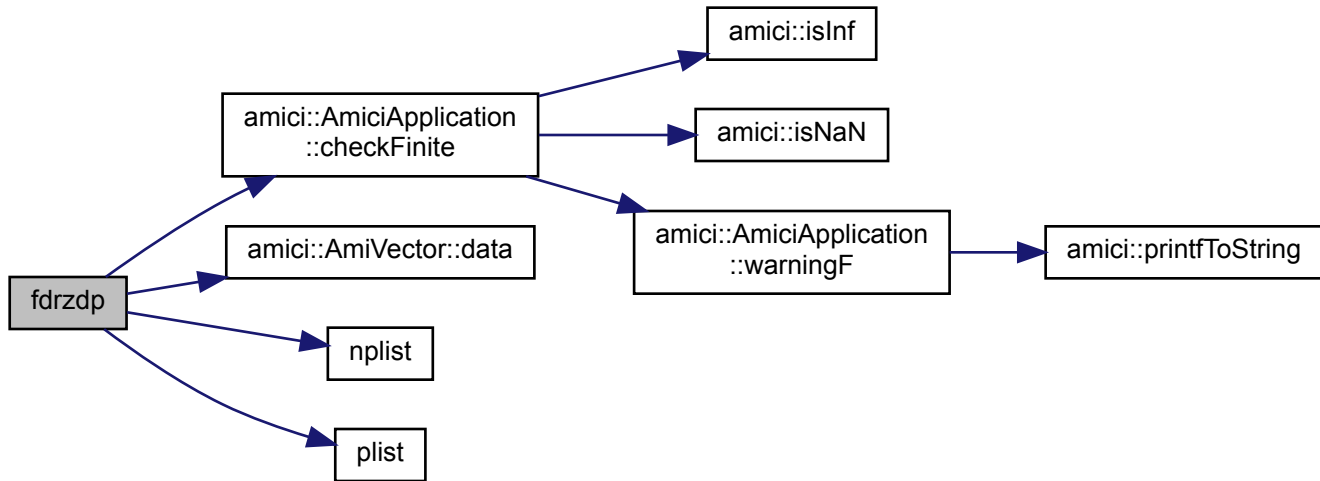 amici::isInf
amici::AmiciApplication
::checkFinite
amici::isNaN
amici::AmiciApplication
::warningF
amici::printfToString
amici::AmiVector::data
fdrzdp
nplist
plist